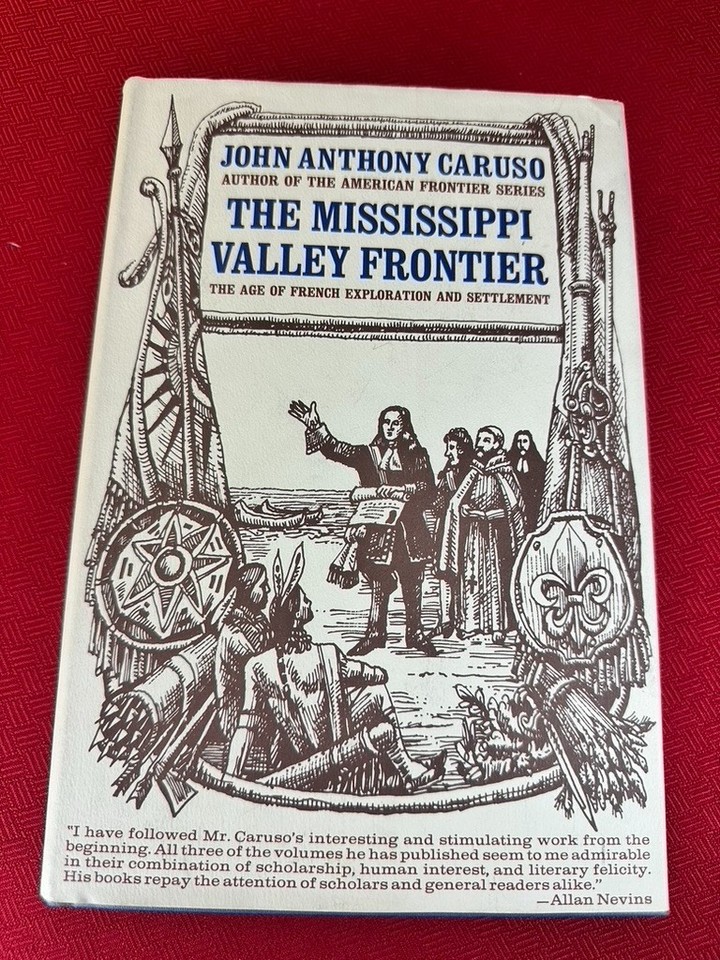 JOHN ANTHONY CARUSO
AUTHOR OF THE AMERICAN FRONTIER SERIES
THE MISSISSIPPI
VALLEY FRONTIER
THE AGE OF FRENCH EXPLORATION AND SETTLEMENT
"I have followed Mr. Caruso's interesting and stimulating work from the
beginning. All three of the volumes he has published seem to me admirable
in their combination of scholarship, human interest, and literary felicity.
His books repay the attention of scholars and general readers alike."
—Allan Nevins